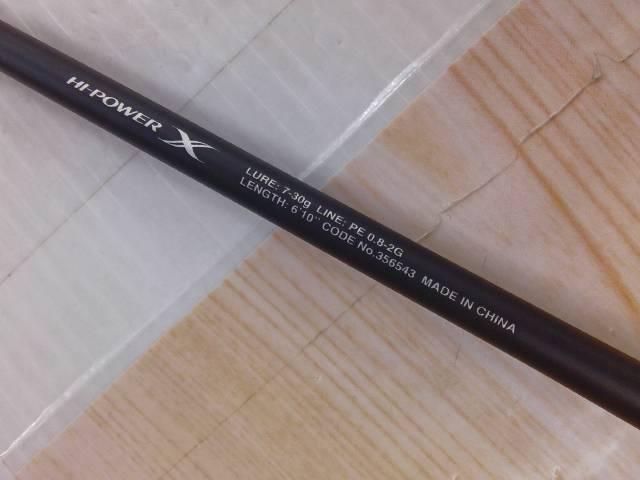 HI-POWER X
LURE: 7-30g LINE: PE 0.8-2G
LENGTH: 6'10" CODE No.356543 MADE IN CHINA